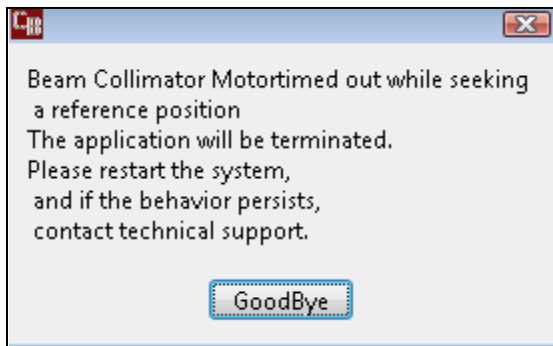 Beam Collimator Motortimed out while seeking
a reference position
The application will be terminated.
Please restart the system,
and if the behavior persists,
contact technical support.
GoodBye